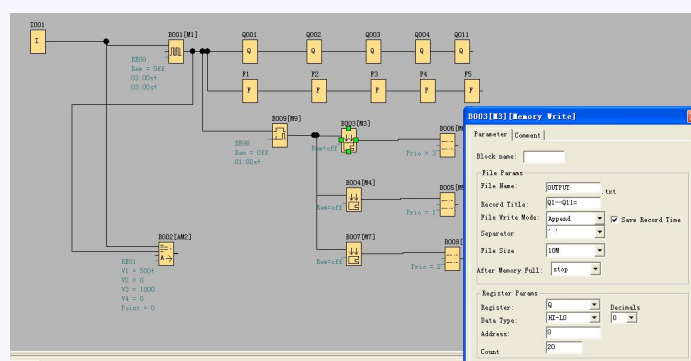 I001
I
B001[M1]
REG0
Rem = Off
03:00s+
03:00s+
Q001
Q002
Q003
Q004
Q011
Q
Q
Q
Q
Q
F1
F2
F3
F4
F5
F
F
F
F
F
B009[M9]
REG0
Rem = Off
01:00s+
B003[M3]
Rem=off
Prio = 3
B004[M4]
Rem=off
B005[M5
Prio = 1
B007[M7]
Rem=off
B008[
Prio = 2
B002[AM2]
A→
REG1
V1 = 500+
V2 = 0
V3 = 1000
V4 = 0
Point = 0
B003[M3][Memory Write]
Parameter
Comment
Block name:
File Params
File Name:
OUTPUT
.txt
Record Title:
Q1--Q11=
File Write Mode:
Append
Save Record Time
Separator
' '
File Size
10M
After Memory Full:
stop
Register Params
Register:
Q
Decimals
Data Type:
HI-LO
0
Address:
0
Count
20